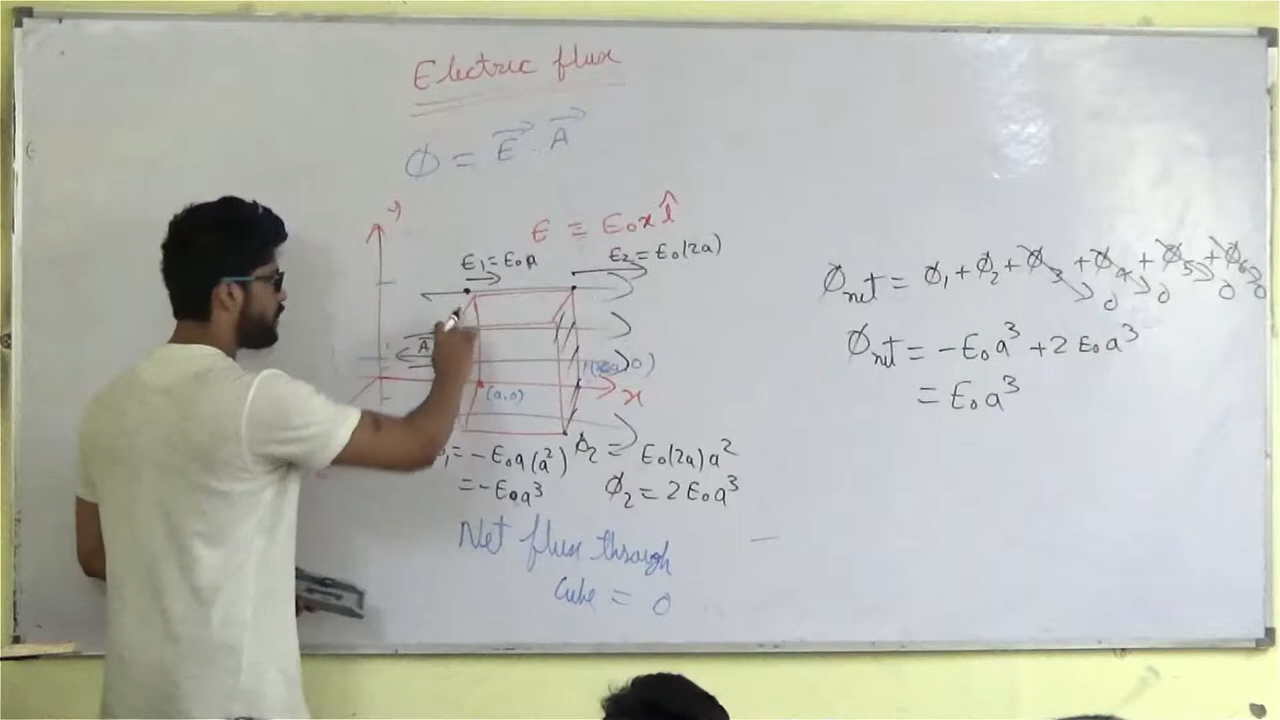 Electric flux
ϕ = E⃗ . A⃗
y
E = E₀x î
E₁=E₀a
E₂=E₀(2a)
A
(a,0)
x
₁=-E₀a(a²)
=-E₀a³
ϕ₂ = E₀(2a)a²
ϕ₂ = 2E₀a³
Net flux through
Cube = 0
ϕnet = ϕ₁+ϕ₂+ϕ₃+ϕ₄+ϕ₅+ϕ₆
0 0 0 0
ϕnet = -E₀a³+2E₀a³
= E₀a³